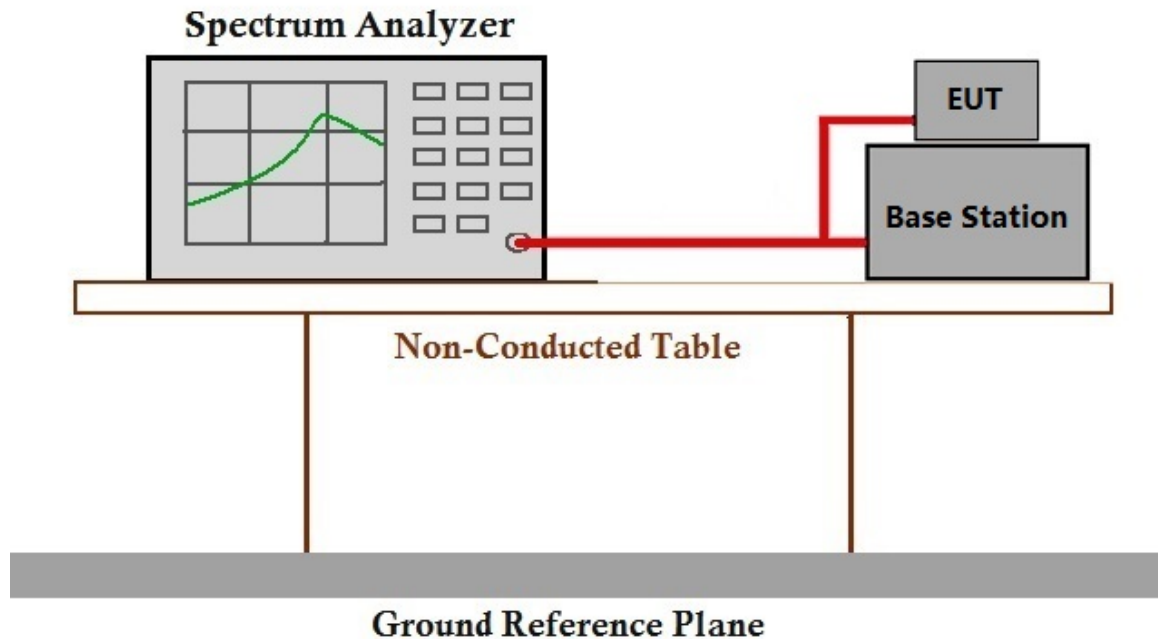 Spectrum Analyzer
EUT
Base Station
Non-Conducted Table
Ground Reference Plane